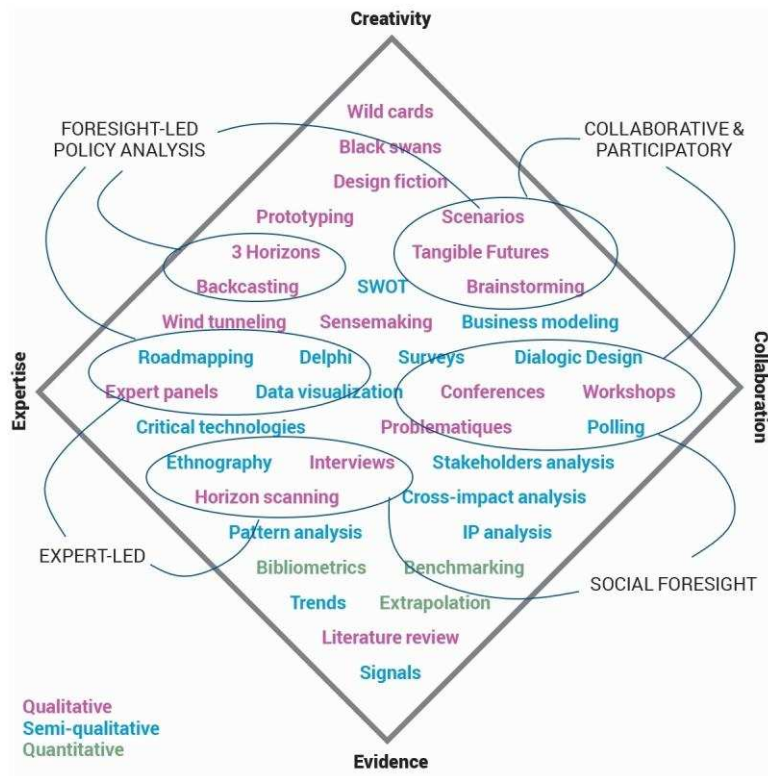 Creativity
Wild cards
FORESIGHT-LED
POLICY ANALYSIS
COLLABORATIVE &
PARTICIPATORY
Black swans
Design fiction
Prototyping
Scenarios
3 Horizons
Tangible Futures
Backcasting
SWOT
Brainstorming
Wind tunneling
Sensemaking
Business modeling
Roadmapping
Delphi
Surveys
Dialogic Design
Expertise
Collaboration
Expert panels
Data visualization
Conferences
Workshops
Critical technologies
Problematiques
Polling
Ethnography
Interviews
Stakeholders analysis
Horizon scanning
Cross-impact analysis
Pattern analysis
IP analysis
EXPERT-LED
Bibliometrics
Benchmarking
SOCIAL FORESIGHT
Trends
Extrapolation
Literature review
Signals
Qualitative
Semi-qualitative
Quantitative
Evidence